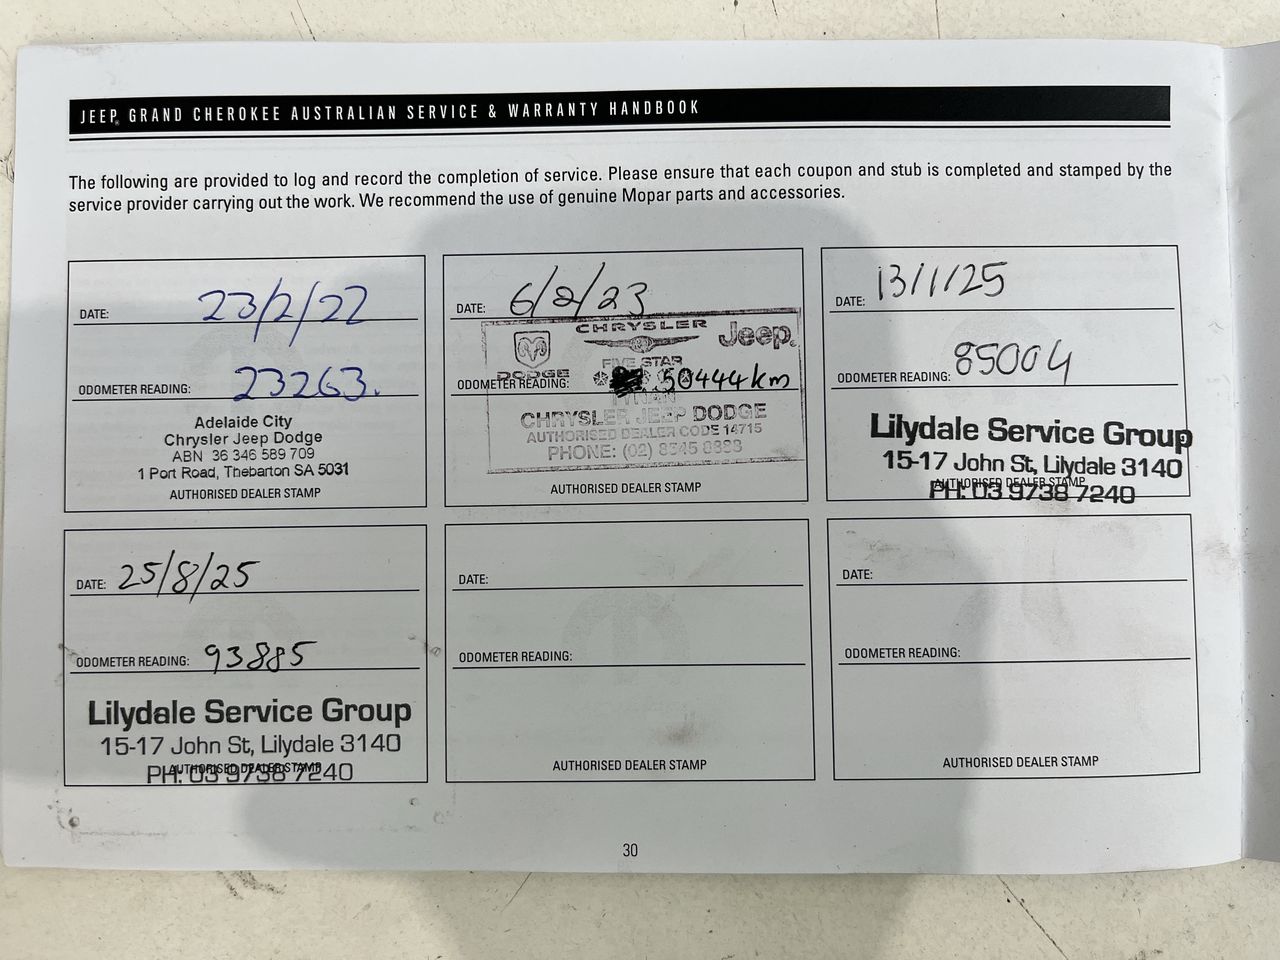 JEEP® GRAND CHEROKEE AUSTRALIAN SERVICE & WARRANTY HANDBOOK
The following are provided to log and record the completion of service. Please ensure that each coupon and stub is completed and stamped by the
service provider carrying out the work. We recommend the use of genuine Mopar parts and accessories.
DATE: 23/2/22
ODOMETER READING: 23263.
Adelaide City
Chrysler Jeep Dodge
ABN 36 346 589 709
1 Port Road, Thebarton SA 5031
AUTHORISED DEALER STAMP
DATE: 6/2/23
CHRYSLER
Jeep®
DODGE
FIVE STAR
ODOMETER READING: 50444km
CHRYSLER JEEP DODGE
AUTHORISED DEALER CODE 14715
PHONE: (02)
AUTHORISED DEALER STAMP
DATE: 13/1/25
ODOMETER READING: 85004
Lilydale Service Group
15-17 John St, Lilydale 3140
AUTHORISED DEALER STAMP
PH: 03 9738 7240
DATE: 25/8/25
ODOMETER READING: 93885
Lilydale Service Group
15-17 John St, Lilydale 3140
AUTHORISED DEALER STAMP
PH: 03 9738 7240
DATE:
ODOMETER READING:
AUTHORISED DEALER STAMP
DATE:
ODOMETER READING:
AUTHORISED DEALER STAMP
30